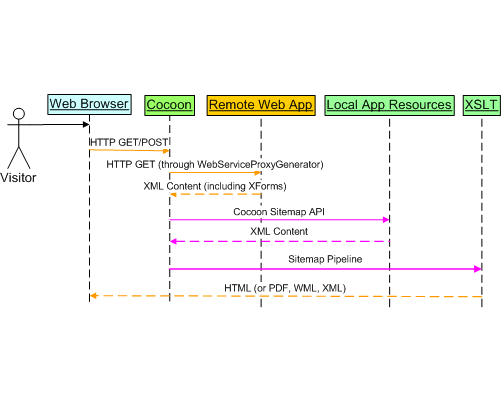 Web Browser
Cocoon
Remote Web App
Local App Resources
XSLT
HTTP GET/POST
HTTP GET (through WebServiceProxyGenerator)
Visitor
XML Content (including XForms)
Cocoon Sitemap API
XML Content
Sitemap Pipeline
HTML (or PDF, WML, XML)